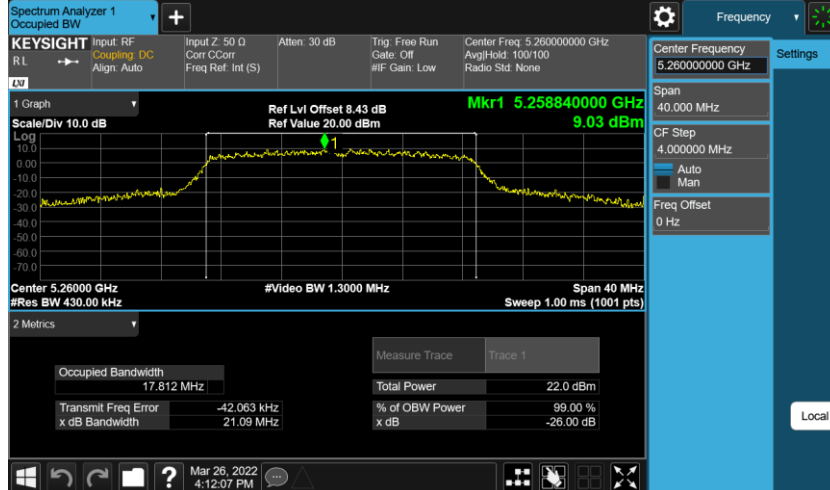 Spectrum Analyzer 1
Occupied BW
+
Frequency
KEYSIGHT
R L
LXI
Input: RF
Coupling: DC
Align: Auto
Input Z: 50 Ω
Corr CCorr
Freq Ref: Int (S)
Atten: 30 dB
Trig: Free Run
Gate: Off
#IF Gain: Low
Center Freq: 5.260000000 GHz
Avg|Hold: 100/100
Radio Std: None
Center Frequency
5.260000000 GHz
Settings
Span
40.000 MHz
CF Step
4.000000 MHz
Auto
Man
Freq Offset
0 Hz
Local
1 Graph
Scale/Div 10.0 dB
Ref Lvl Offset 8.43 dB
Ref Value 20.00 dBm
Mkr1 5.258840000 GHz
9.03 dBm
Log
10.0
0.00
-10.0
-20.0
-30.0
-40.0
-50.0
-60.0
-70.0
1
Center 5.26000 GHz
#Res BW 430.00 kHz
#Video BW 1.3000 MHz
Span 40 MHz
Sweep 1.00 ms (1001 pts)
2 Metrics
Measure Trace
Trace 1
Occupied Bandwidth
17.812 MHz
Total Power
22.0 dBm
Transmit Freq Error
-42.063 kHz
% of OBW Power
99.00 %
x dB Bandwidth
21.09 MHz
x dB
-26.00 dB
?
Mar 26, 2022
4:12:07 PM